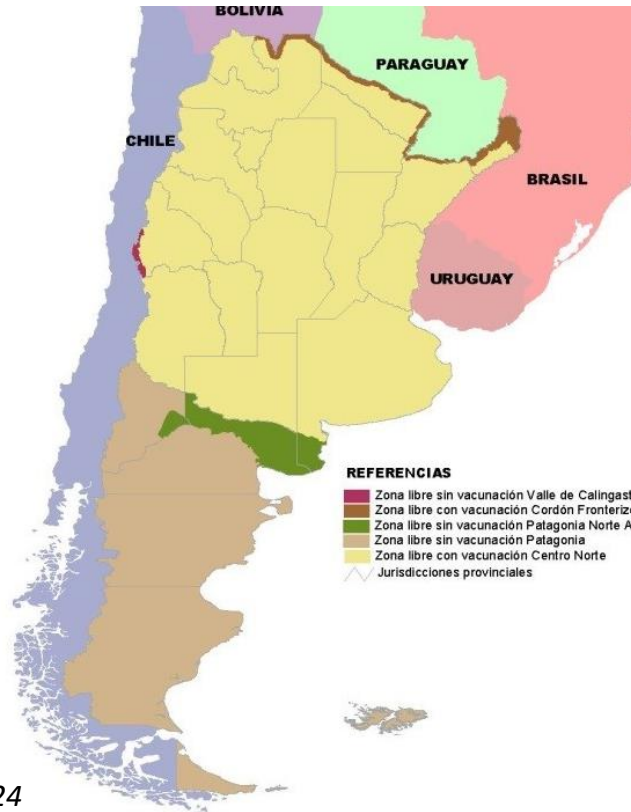 BOLIVIA
PARAGUAY
CHILE
BRASIL
URUGUAY
REFERENCIAS
Zona libre sin vacunación Valle de Calingast
Zona libre con vacunación Cordón Fronterizo
Zona libre sin vacunación Patagonia Norte A
Zona libre sin vacunación Patagonia
Zona libre con vacunación Centro Norte
Jurisdicciones provinciales
24